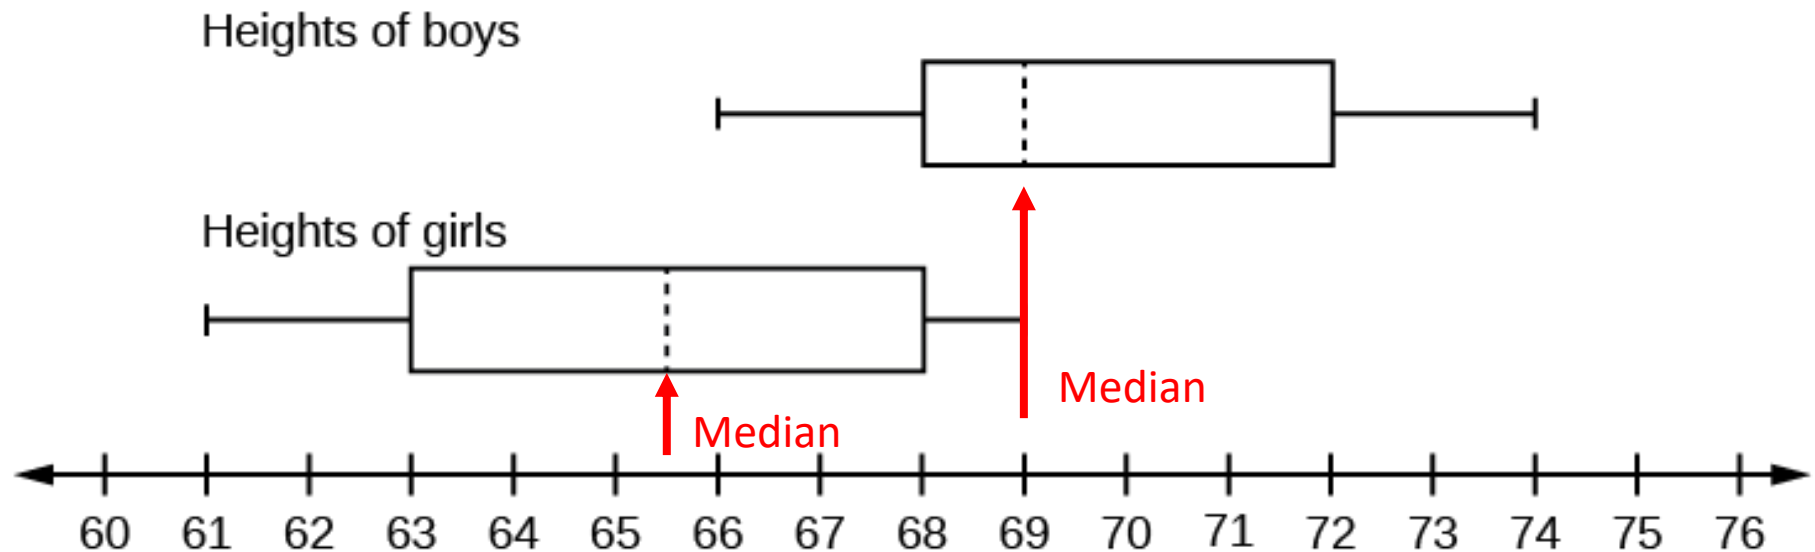 Heights of boys
Heights of girls
Median
Median
60 61 62 63 64 65 66 67 68 69 70 71 72 73 74 75 76